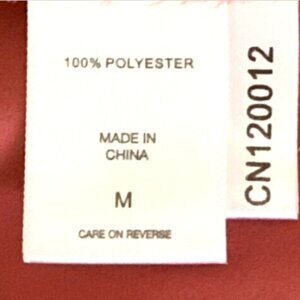 100% POLYESTER
MADE IN
CHINA
M
CARE ON REVERSE
CN120012